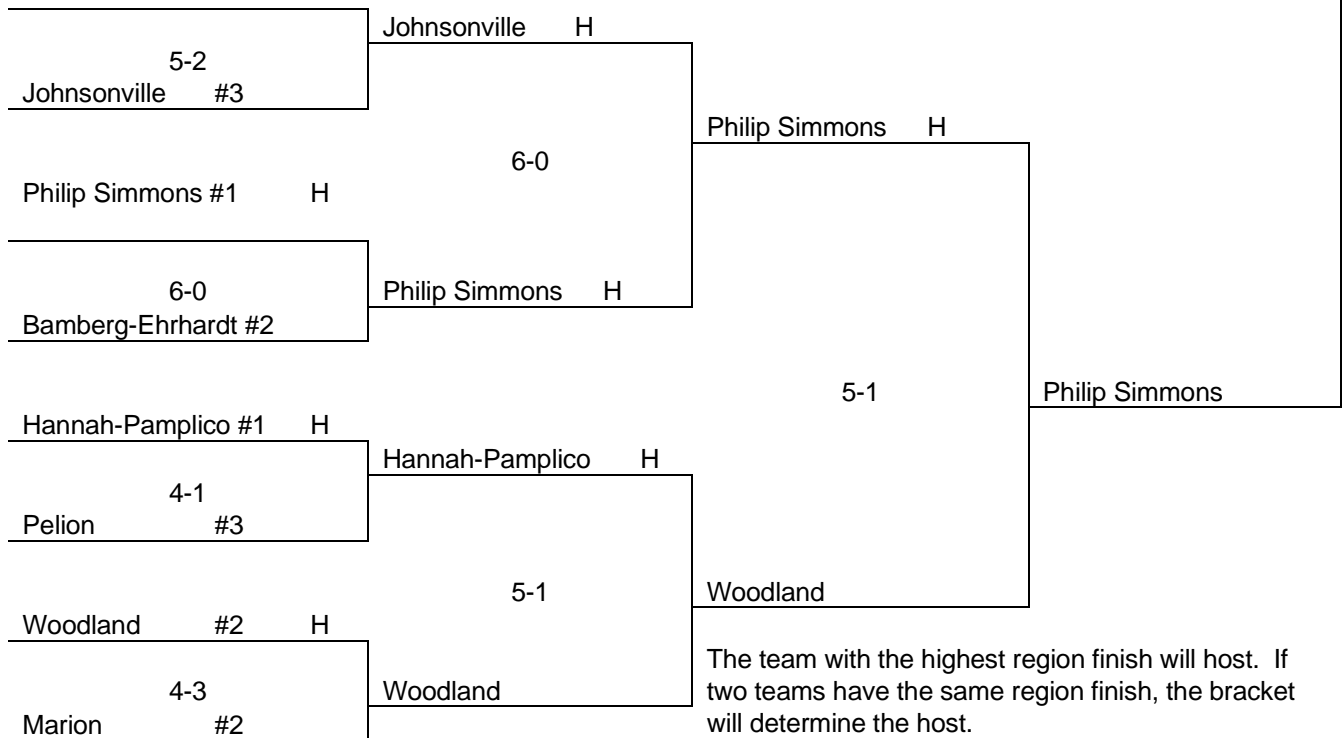 Johnsonville H
5-2
Johnsonville #3
Philip Simmons H
6-0
Philip Simmons #1 H
6-0
Philip Simmons H
Bamberg-Ehrhardt #2
5-1
Philip Simmons
Hannah-Pamplico #1 H
Hannah-Pamplico H
4-1
Pelion #3
5-1
Woodland
Woodland #2 H
The team with the highest region finish will host. If
4-3
Woodland
two teams have the same region finish, the bracket
Marion #2
will determine the host.